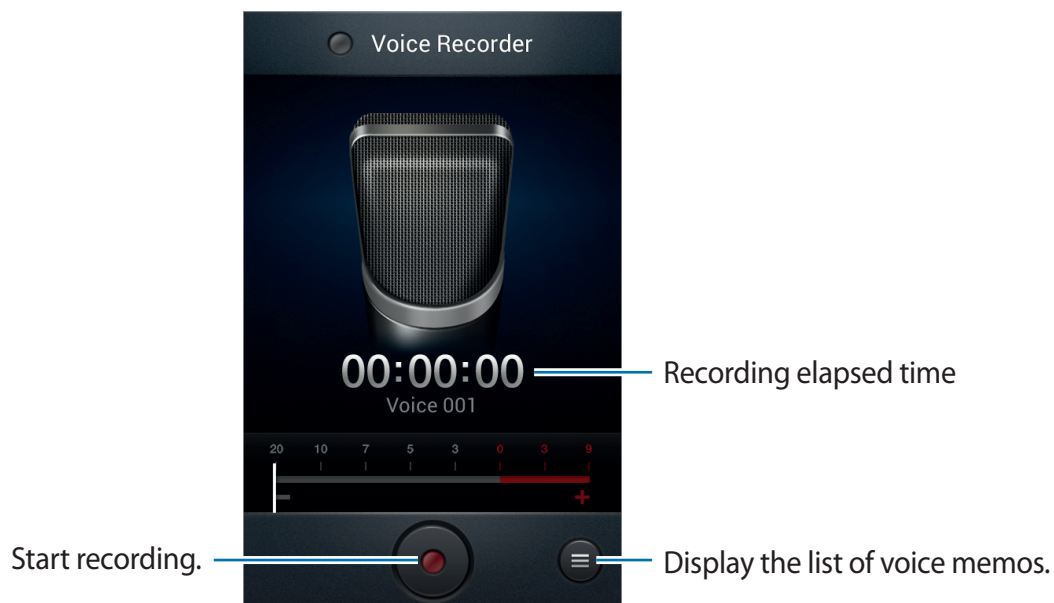 Voice Recorder
00:00:00
Recording elapsed time
Voice 001
20 10 7 5 3 0 3 9
- +
Start recording.
Display the list of voice memos.